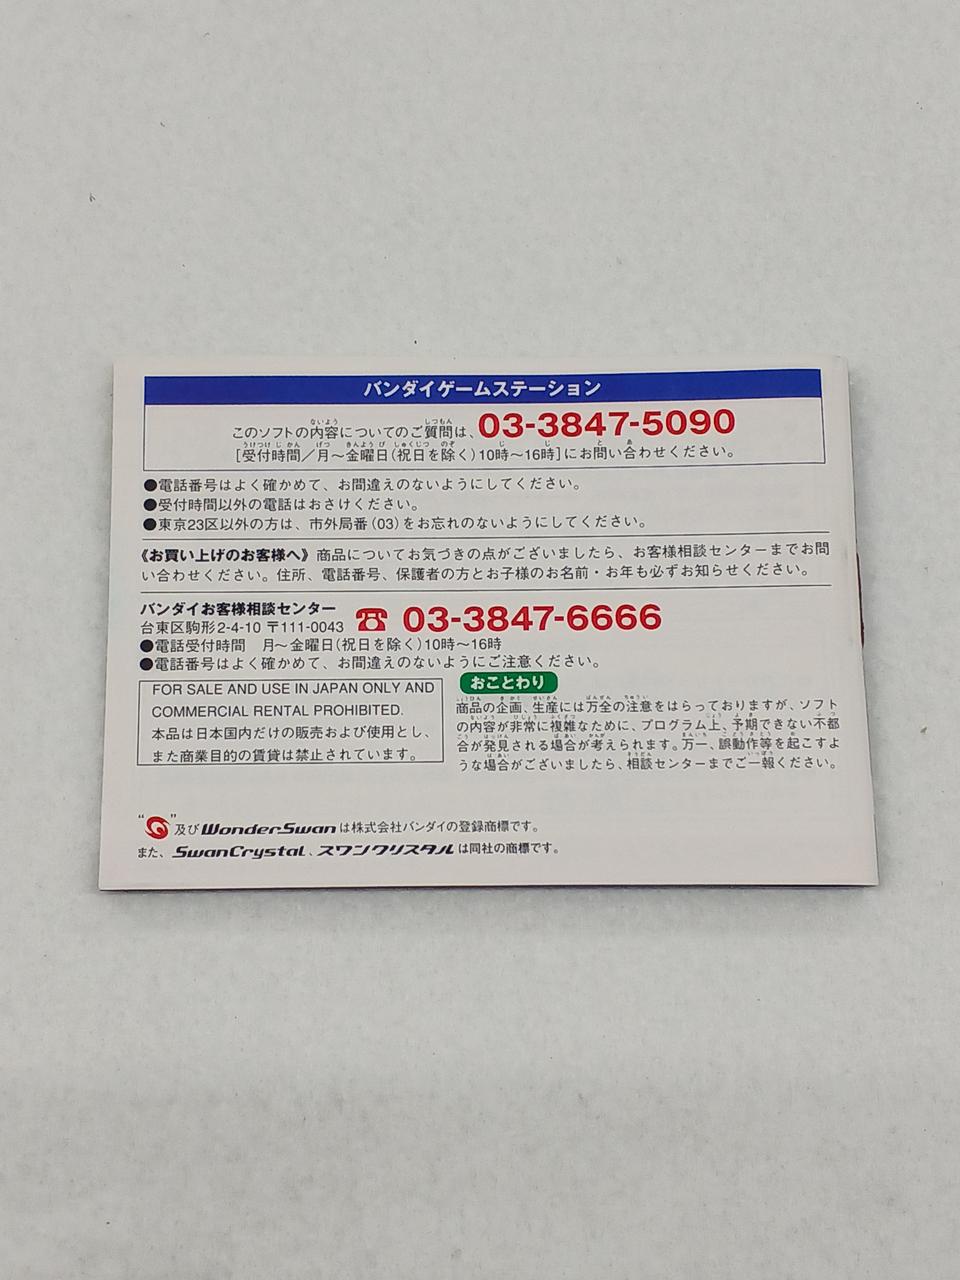 バンダイゲームステーション
このソフトの内容についてのご質問は、03-3847-5090
[受付時間／月～金曜日(祝日を除く)10時～16時]にお問い合わせください。
●電話番号はよく確かめて、お間違えのないようにしてください。
●受付時間以外の電話はおさけください。
●東京23区以外の方は、市外局番(03)をお忘れのないようにしてください。
《お買い上げのお客様へ》商品についてお気づきの点がございましたら、お客様相談センターまでお問
い合わせください。住所、電話番号、保護者の方とお子様のお名前・お年も必ずお知らせください。
バンダイお客様相談センター
台東区駒形2-4-10 〒111-0043
☎ 03-3847-6666
●電話受付時間　月～金曜日(祝日を除く)10時～16時
●電話番号はよく確かめて、お間違えのないようにご注意ください。
FOR SALE AND USE IN JAPAN ONLY AND
COMMERCIAL RENTAL PROHIBITED.
本品は日本国内だけの販売および使用とし、
また商業目的の賃貸は禁止されています。
おことわり
商品の企画、生産には万全の注意をはらっておりますが、ソフト
の内容が非常に複雑なために、プログラム上、予期できない不都
合が発見される場合が考えられます。万一、誤動作等を起こすよ
うな場合がございましたら、相談センターまでご一報ください。
“ ”及びWonderSwanは株式会社バンダイの登録商標です。
また、SwanCrystal、スワンクリスタルは同社の商標です。